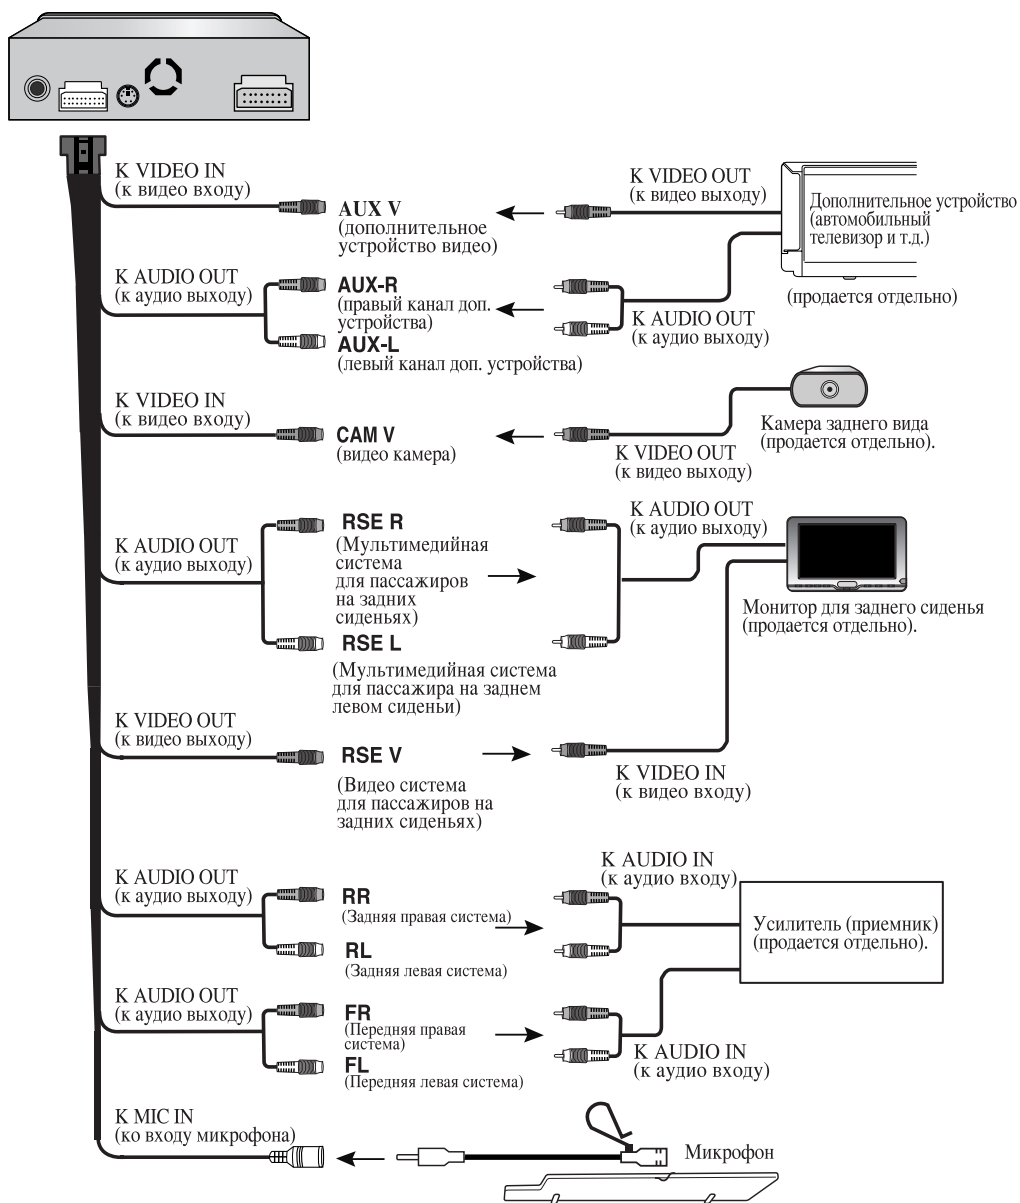 K VIDEO IN
(к видео входу)
AUX V
(дополнительное
устройство видео)
K VIDEO OUT
(к видео выходу)
Дополнительное устройство
(автомобильный
телевизор и т.д.)
(продается отдельно)
K AUDIO OUT
(к аудио выходу)
AUX-R
(правый канал доп.
устройства)
AUX-L
(левый канал доп. устройства)
K AUDIO OUT
(к аудио выходу)
K VIDEO IN
(к видео входу)
CAM V
(видео камера)
K VIDEO OUT
(к видео выходу)
Камера заднего вида
(продается отдельно).
K AUDIO OUT
(к аудио выходу)
RSE R
(Мультимедийная
система
для пассажиров
на задних
сиденьях)
RSE L
(Мультимедийная система
для пассажира на заднем
левом сиденьи)
K AUDIO OUT
(к аудио выходу)
Монитор для заднего сиденья
(продается отдельно).
K VIDEO OUT
(к видео выходу)
RSE V
(Видео система
для пассажиров на
задних сиденьях)
K VIDEO IN
(к видео входу)
K AUDIO OUT
(к аудио выходу)
RR
(Задняя правая система)
RL
(Задняя левая система)
K AUDIO IN
(к аудио входу)
Усилитель (приемник)
(продается отдельно).
K AUDIO OUT
(к аудио выходу)
FR
(Передняя правая
система)
FL
(Передняя левая система)
K AUDIO IN
(к аудио входу)
K MIC IN
(ко входу микрофона)
Микрофон